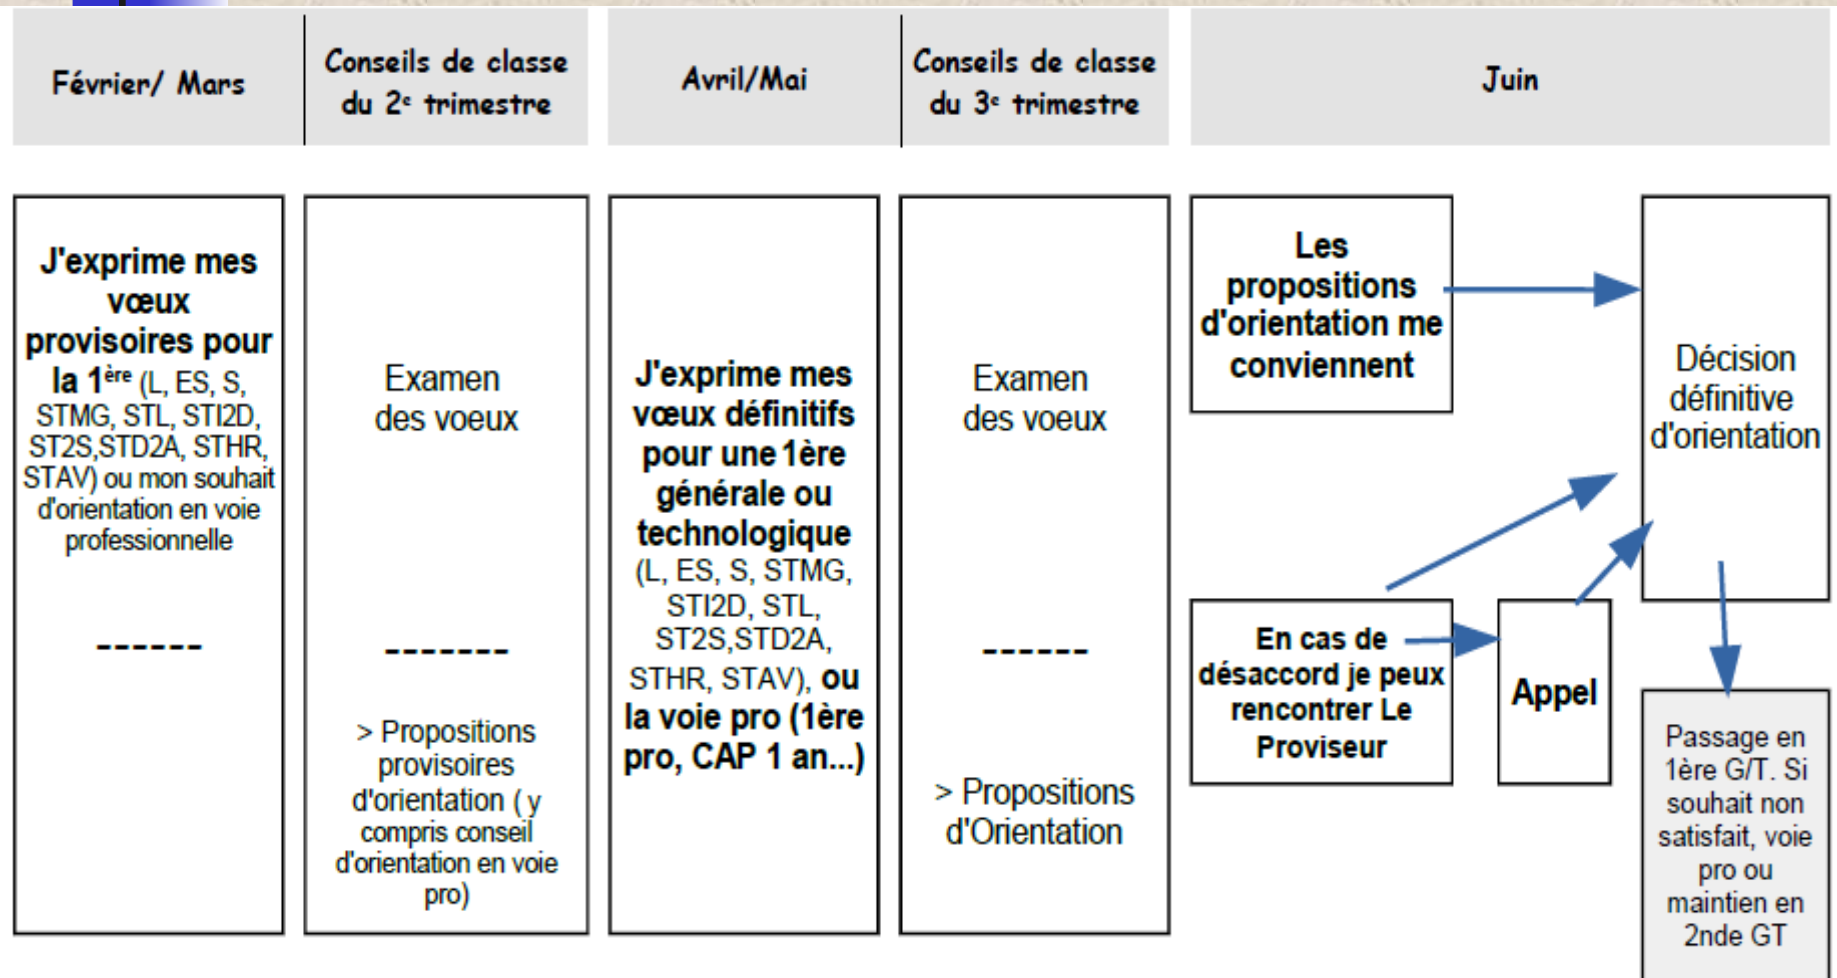 Février/ Mars
Conseils de classe
du 2e trimestre
Avril/Mai
Conseils de classe
du 3e trimestre
Juin
J'exprime mes
vœux
provisoires pour
la 1ère (L, ES, S,
STMG, STL, STI2D,
ST2S,STD2A, STHR,
STAV) ou mon souhait
d'orientation en voie
professionnelle
------
Examen
des voeux
-------
> Propositions
provisoires
d'orientation ( y
compris conseil
d'orientation en voie
pro)
J'exprime mes
vœux définitifs
pour une 1ère
générale ou
technologique
(L, ES, S, STMG,
STI2D, STL,
ST2S,STD2A,
STHR, STAV), ou
la voie pro (1ère
pro, CAP 1 an...)
Examen
des voeux
------
> Propositions
d'Orientation
Les
propositions
d'orientation me
conviennent
En cas de
désaccord je peux
rencontrer Le
Proviseur
Appel
Décision
définitive
d'orientation
Passage en
1ère G/T. Si
souhait non
satisfait, voie
pro ou
maintien en
2nde GT